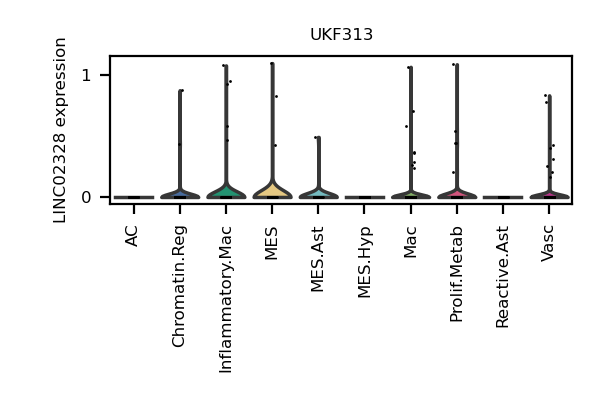 UKF313
LINC02328 expression
1
0
AC
Chromatin.Reg
Inflammatory.Mac
MES
MES.Ast
MES.Hyp
Mac
Prolif.Metab
Reactive.Ast
Vasc